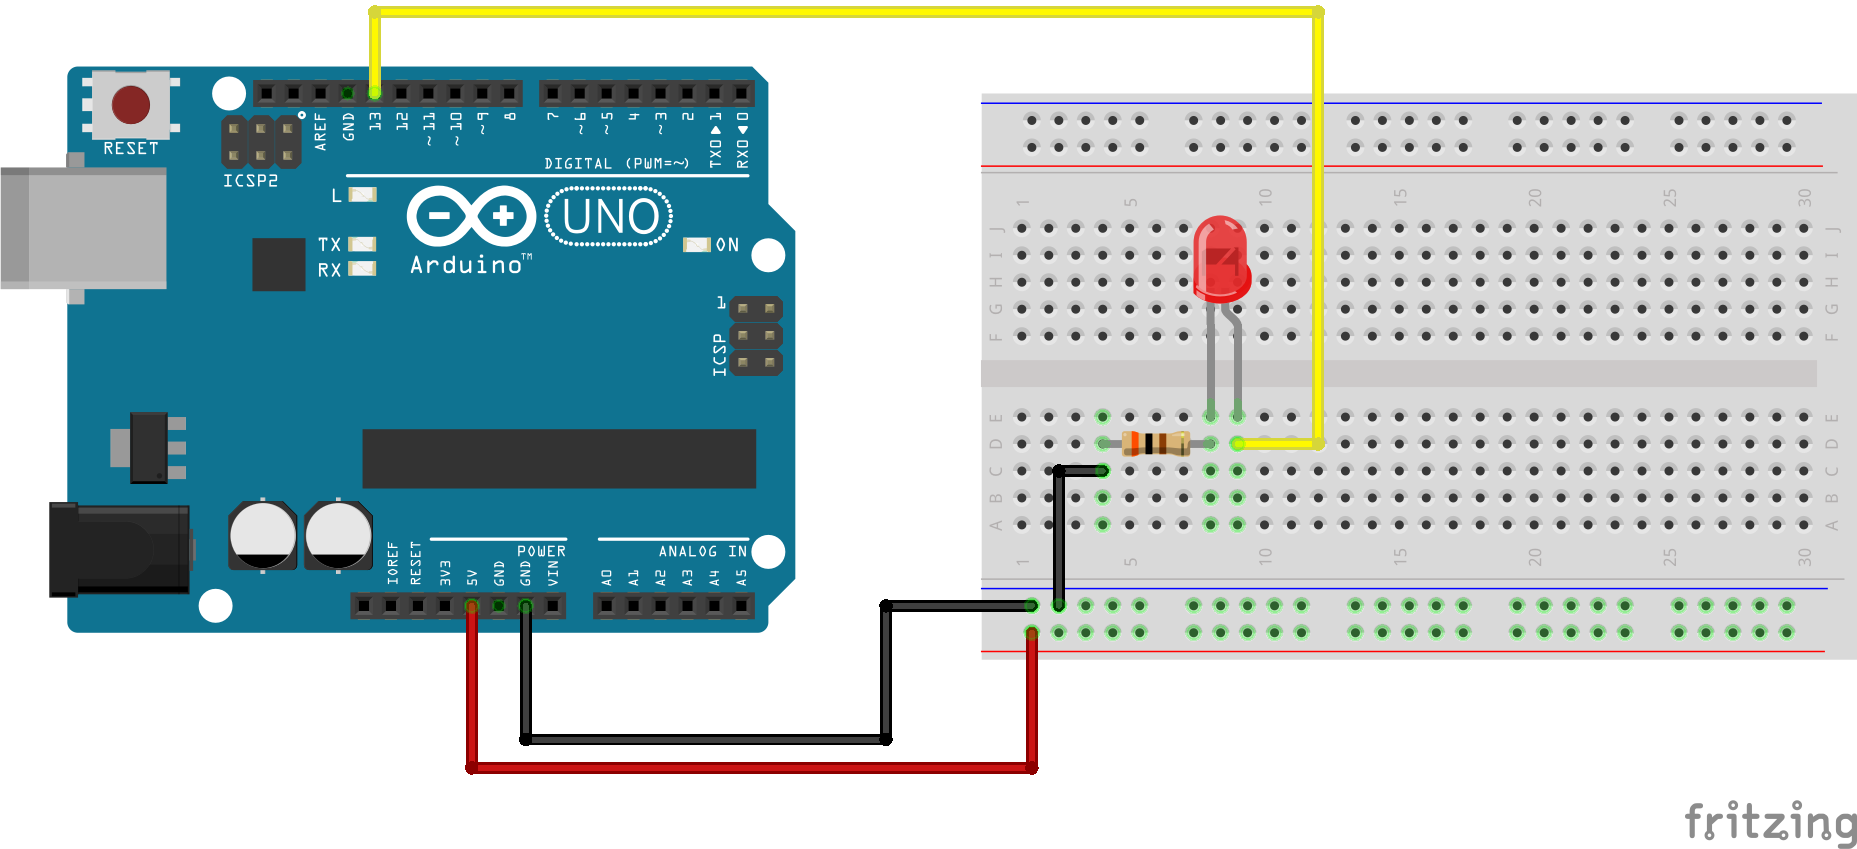 RESET
ICSP2
AREF
GND
13
12
~11
~10
~9
8
7
~6
~5
4
~3
2
TX0▶1
RX0◀0
DIGITAL (PWM=~)
L
TX
RX
UNO
Arduino™
ON
1
ICSP
IOREF
RESET
3V3
5V
GND
GND
VIN
POWER
ANALOG IN
A0
A1
A2
A3
A4
A5
1 5 10 15 20 25 30
J J
I I
H H
G G
F F
E E
D D
C C
B B
A A
1 5 10 15 20 25 30
fritzing